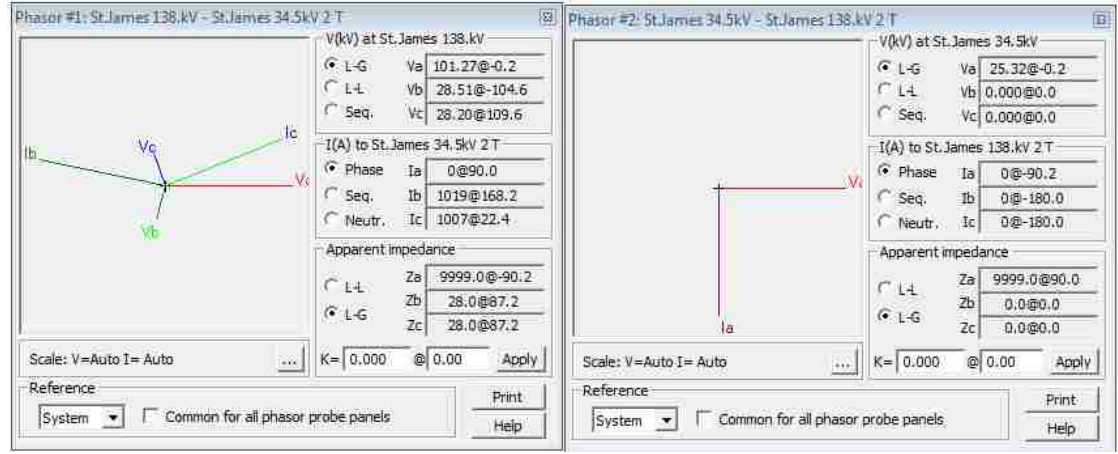 Phasor #1: St.James 138.kV - St.James 34.5kV 2 T
V(kV) at St.James 138.kV
L-G Va 101.27@-0.2
L-L Vb 28.51@-104.6
Seq. Vc 28.20@109.6
I(A) to St.James 34.5kV 2 T
Phase Ia 0@90.0
Seq. Ib 1019@168.2
Neutr. Ic 1007@22.4
Apparent impedance
L-L Za 9999.0@-90.2
Zb 28.0@87.2
L-G Zc 28.0@87.2
Ib
Vc
Ic
Vb
Scale: V=Auto I= Auto ... K= 0.000 @ 0.00 Apply
Reference
System Common for all phasor probe panels
Print
Help
Phasor #2: St.James 34.5kV - St.James 138.kV 2 T
V(kV) at St.James 34.5kV
L-G Va 25.32@-0.2
L-L Vb 0.000@0.0
Seq. Vc 0.000@0.0
I(A) to St.James 138.kV 2 T
Phase Ia 0@-90.2
Seq. Ib 0@-180.0
Neutr. Ic 0@-180.0
Apparent impedance
L-L Za 9999.0@90.0
Zb 0.0@0.0
L-G Zc 0.0@0.0
Ia
Scale: V=Auto I= Auto ... K= 0.000 @ 0.00 Apply
Reference
System Common for all phasor probe panels
Print
Help